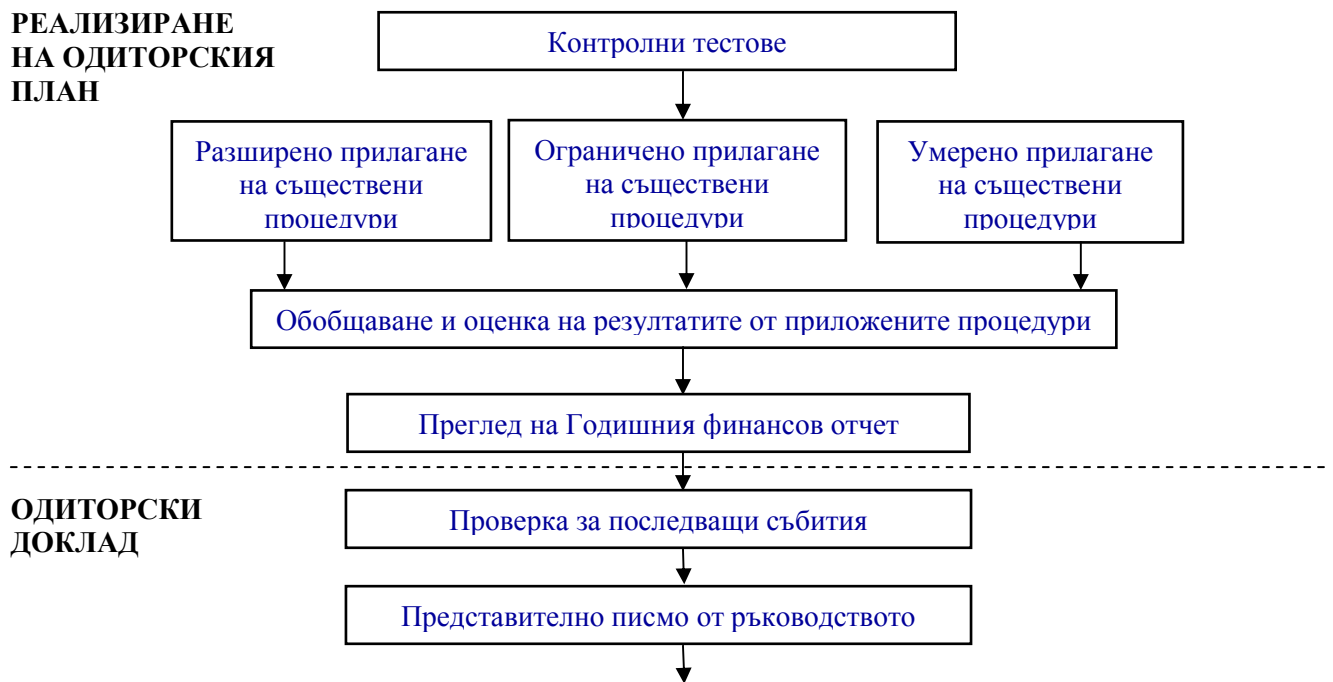 РЕАЛИЗИРАНЕ
НА ОДИТОРСКИЯ
ПЛАН
Контролни тестове
Разширено прилагане
на съществени
процедури
Ограничено прилагане
на съществени
процедури
Умерено прилагане
на съществени
процедури
Обобщаване и оценка на резултатите от приложените процедури
Преглед на Годишния финансов отчет
ОДИТОРСКИ
ДОКЛАД
Проверка за последващи събития
Представително писмо от ръководството